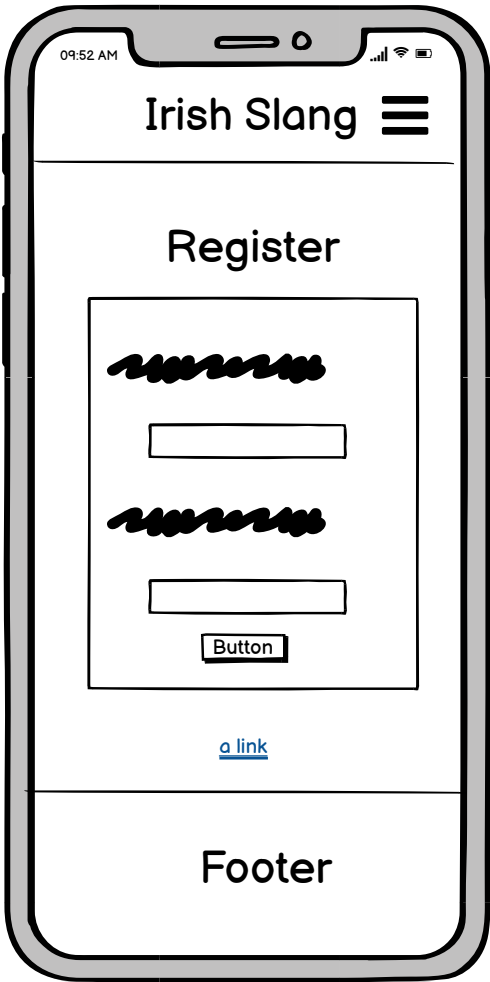 09:52 AM
Irish Slang
Register
Button
a link
Footer